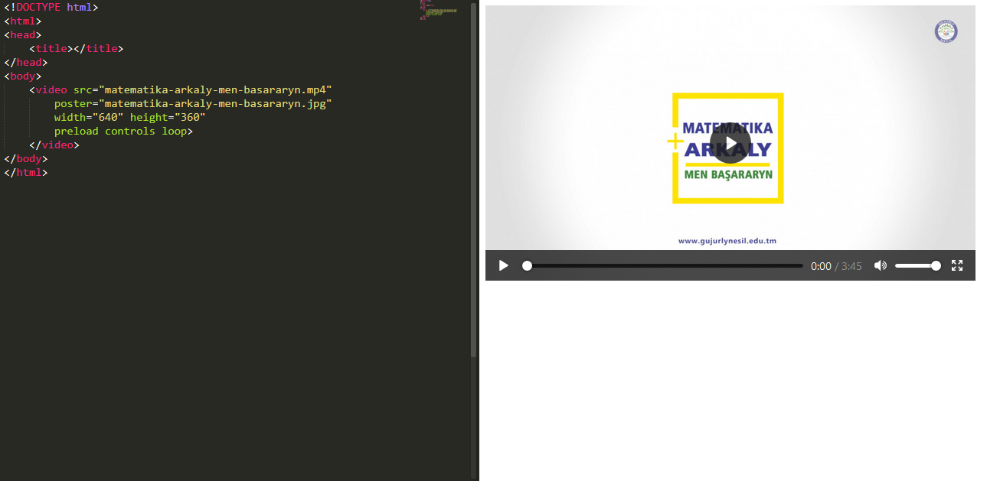 <!DOCTYPE html>
<html>
<head>
    <title></title>
</head>
<body>
    <video src="matematika-arkaly-men-basararyn.mp4"
        poster="matematika-arkaly-men-basararyn.jpg"
        width="640" height="360"
        preload controls loop>
    </video>
</body>
</html>
MATEMATIKA
+ ARKALY
MEN BAŞARARYN
www.gujurlynesil.edu.tm
0:00 / 3:45